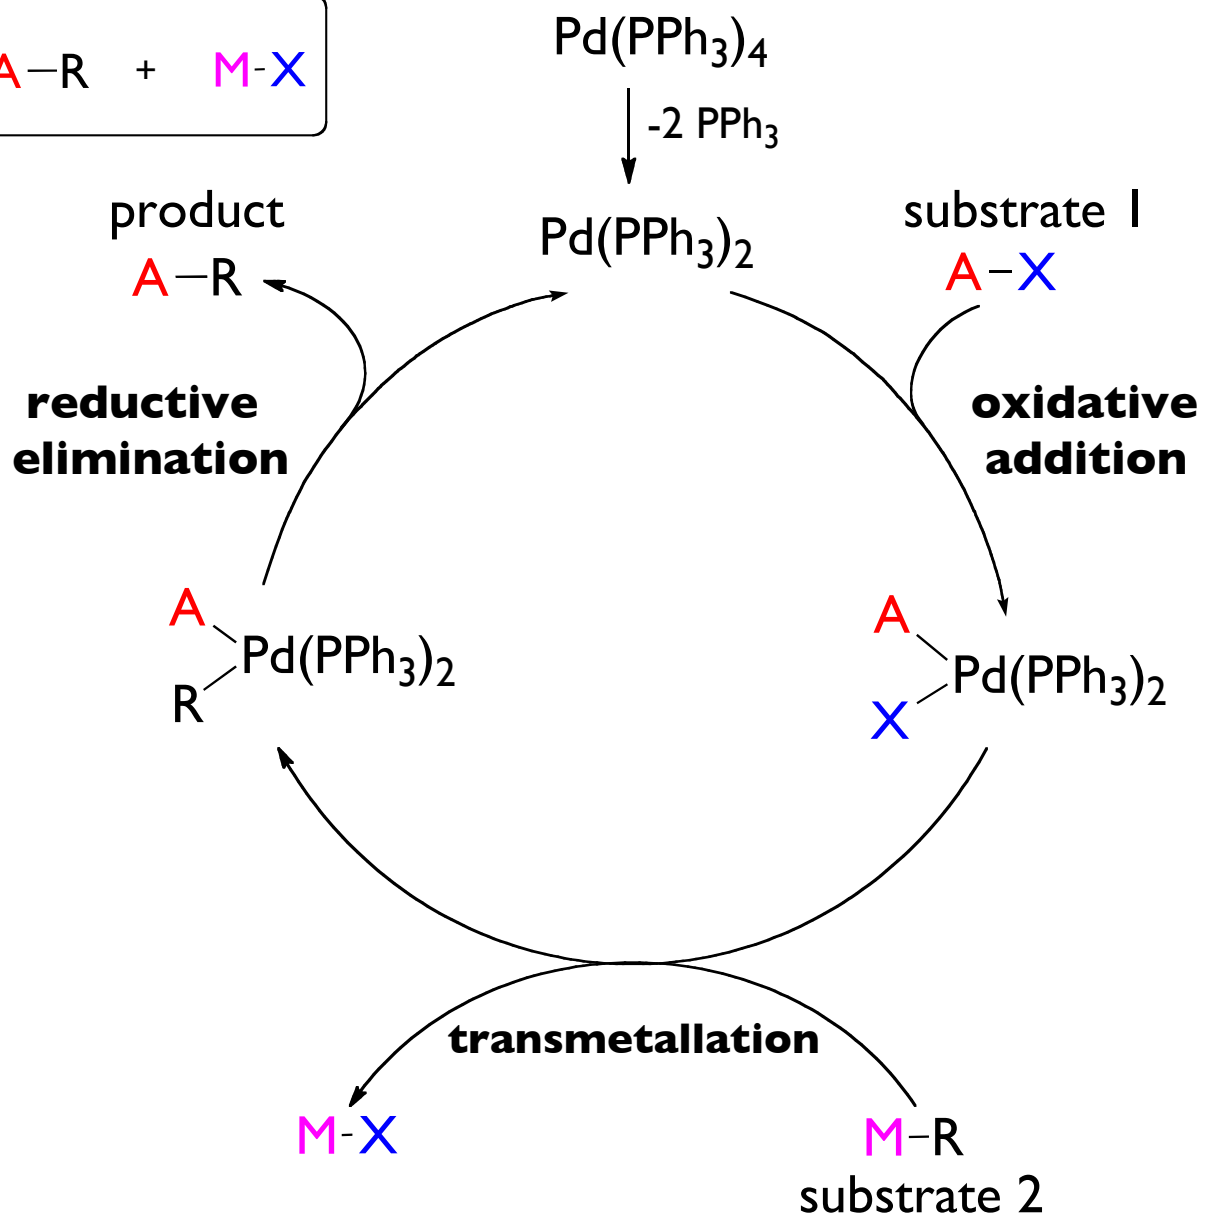 A–R + M-X
Pd(PPh3)4
-2 PPh3
product
A–R
Pd(PPh3)2
substrate 1
A–X
reductive
elimination
oxidative
addition
A
R
Pd(PPh3)2
A
X
Pd(PPh3)2
transmetallation
M-X
M–R
substrate 2